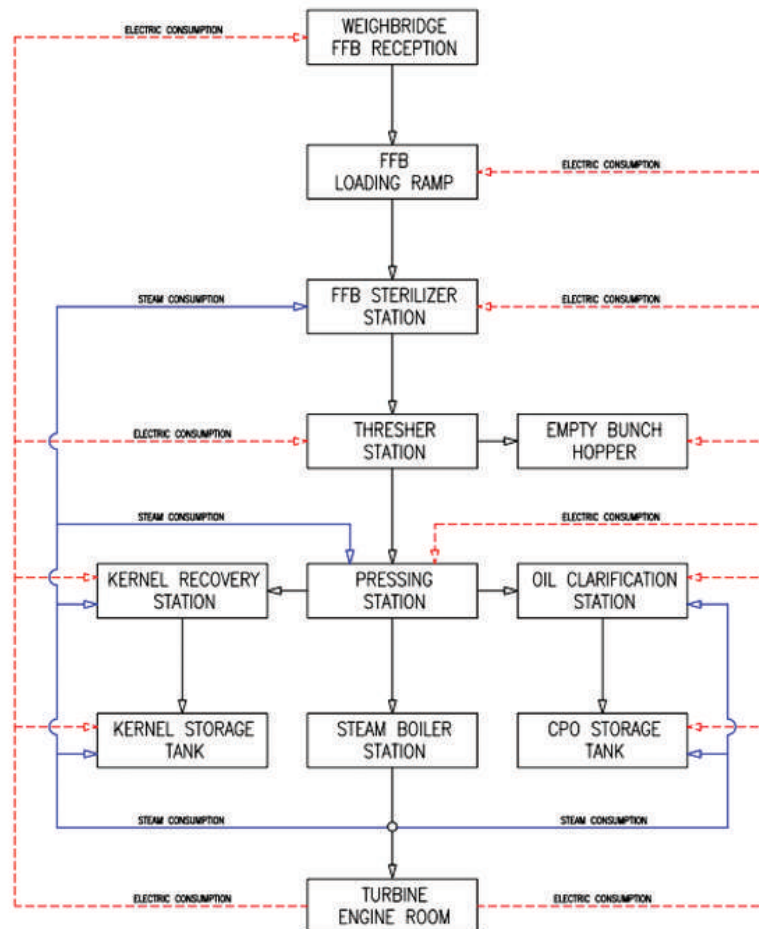 ELECTRIC CONSUMPTION
WEIGHBRIDGE
FFB RECEPTION
FFB
LOADING RAMP
ELECTRIC CONSUMPTION
STEAM CONSUMPTION
FFB STERILIZER
STATION
ELECTRIC CONSUMPTION
ELECTRIC CONSUMPTION
THRESHER
STATION
EMPTY BUNCH
HOPPER
STEAM CONSUMPTION
ELECTRIC CONSUMPTION
KERNEL RECOVERY
STATION
PRESSING
STATION
OIL CLARIFICATION
STATION
KERNEL STORAGE
TANK
STEAM BOILER
STATION
CPO STORAGE
TANK
STEAM CONSUMPTION
STEAM CONSUMPTION
ELECTRIC CONSUMPTION
TURBINE
ENGINE ROOM
ELECTRIC CONSUMPTION